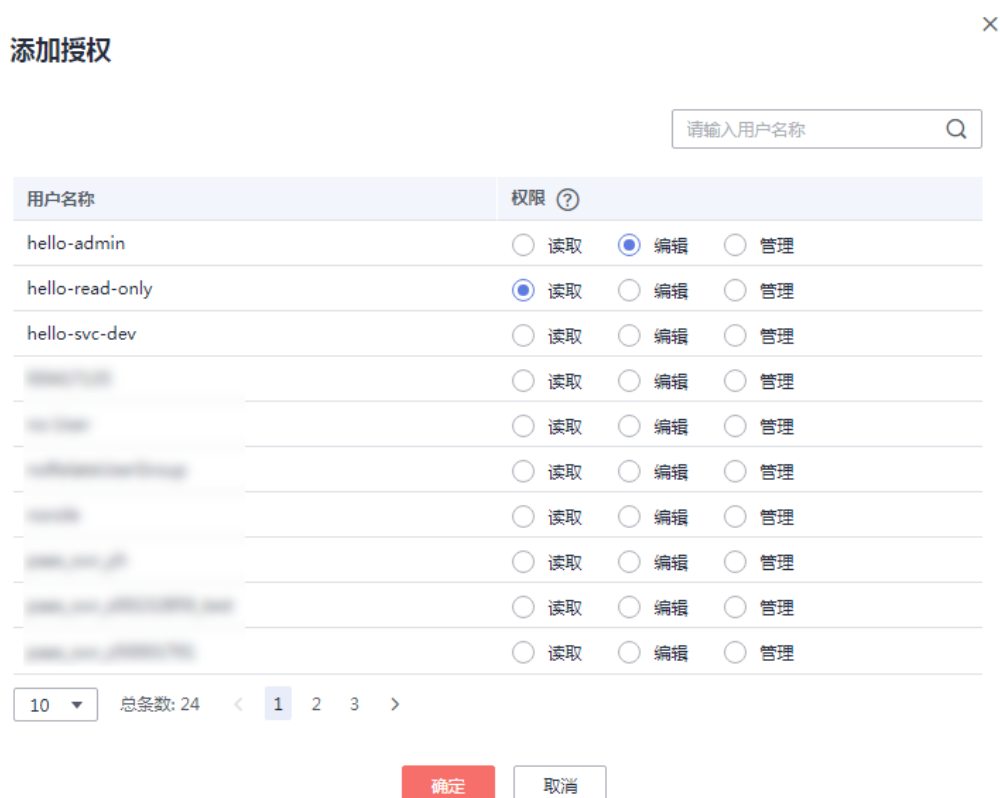 添加授权
请输入用户名称
用户名称 权限 ?
hello-admin 读取 编辑 管理
hello-read-only 读取 编辑 管理
hello-svc-dev 读取 编辑 管理
读取 编辑 管理
读取 编辑 管理
读取 编辑 管理
读取 编辑 管理
读取 编辑 管理
读取 编辑 管理
读取 编辑 管理
10 总条数: 24 < 1 2 3 >
确定 取消